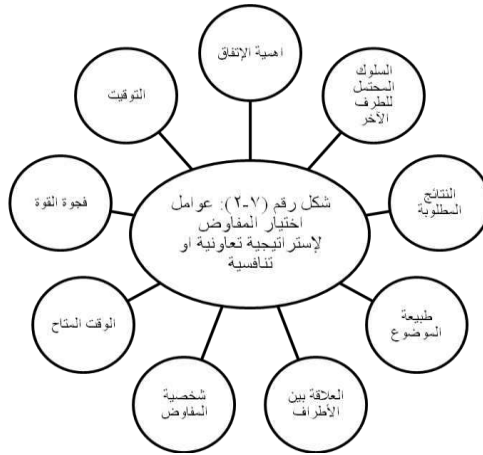 اهمية الإتفاق
السلوك
المحتمل
للطرف
الآخر
النتائج
المطلوبة
طبيعة
الموضوع
العلاقة بين
الأطراف
شخصية
المفاوض
الوقت المتاح
فجوة القوة
التوقيت
شكل رقم (٧-٢): عوامل
اختيار المفاوض
لإستراتيجية تعاونية او
تنافسية